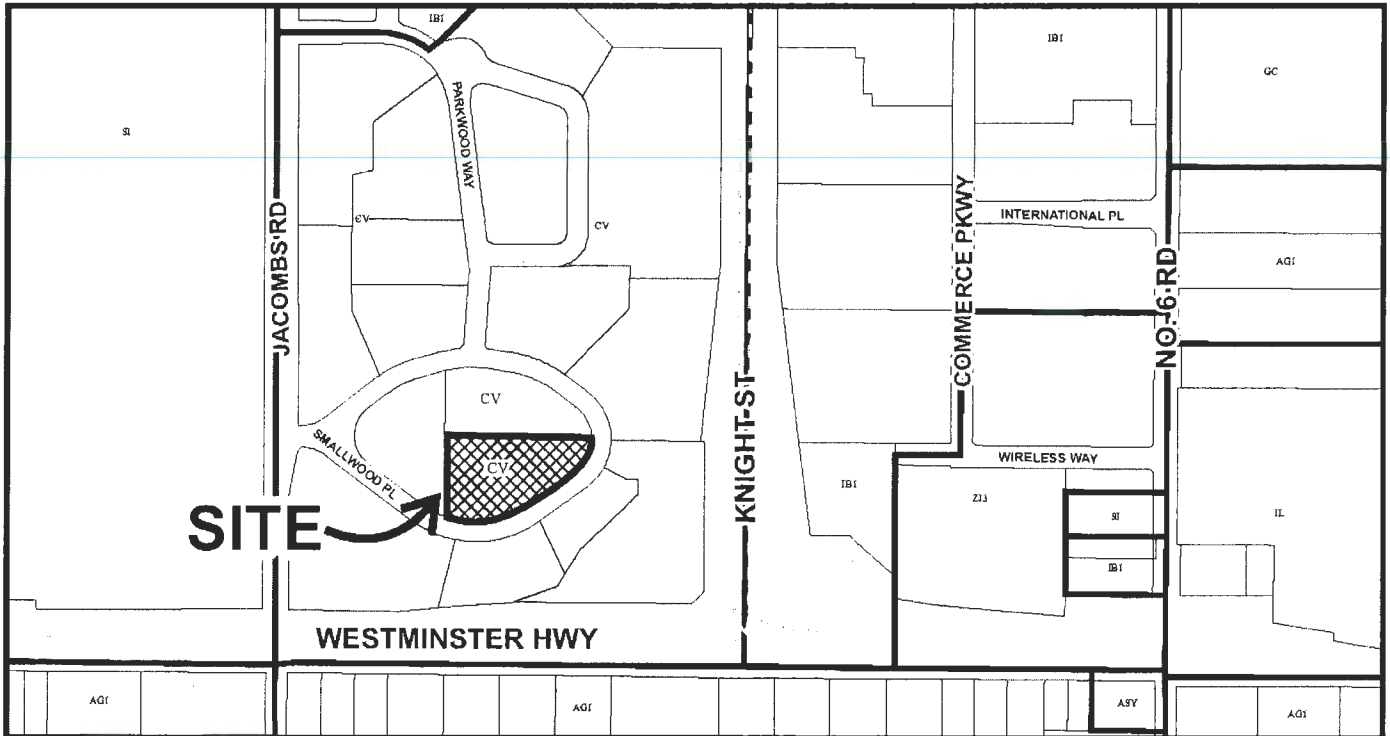 IB1
IB1
GC
SI
PARKWOOD WAY
CV
CV
INTERNATIONAL PL
AG1
JACOMBS RD
COMMERCE PKWY
NO. 6 RD
KNIGHT ST
CV
SMALLWOOD PL
CV
WIRELESS WAY
IB1
ZI3
SI
IL
SITE
IB1
WESTMINSTER HWY
AG1
AG1
ASY
AG1